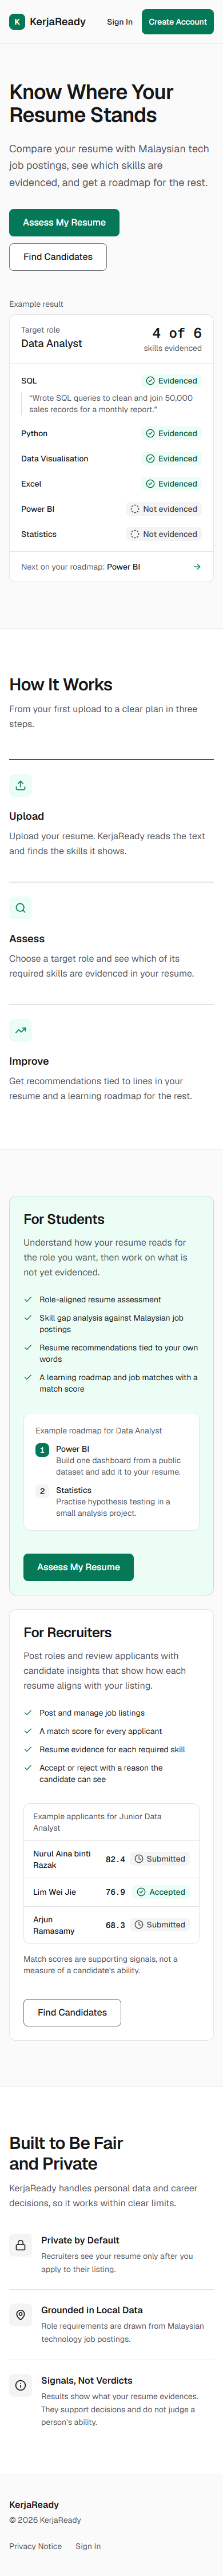 K KerjaReady Sign In Create Account
Know Where Your
Resume Stands
Compare your resume with Malaysian tech
job postings, see which skills are
evidenced, and get a roadmap for the rest.
Assess My Resume
Find Candidates
Example result
Target role
Data Analyst
4 of 6
skills evidenced
SQL Evidenced
"Wrote SQL queries to clean and join 50,000
sales records for a monthly report."
Python Evidenced
Data Visualisation Evidenced
Excel Evidenced
Power BI Not evidenced
Statistics Not evidenced
Next on your roadmap: Power BI →
How It Works
From your first upload to a clear plan in three
steps.
Upload
Upload your resume. KerjaReady reads the text
and finds the skills it shows.
Assess
Choose a target role and see which of its
required skills are evidenced in your resume.
Improve
Get recommendations tied to lines in your
resume and a learning roadmap for the rest.
For Students
Understand how your resume reads for
the role you want, then work on what is
not yet evidenced.
Role-aligned resume assessment
Skill gap analysis against Malaysian job
postings
Resume recommendations tied to your own
words
A learning roadmap and job matches with a
match score
Example roadmap for Data Analyst
1 Power BI
Build one dashboard from a public
dataset and add it to your resume.
2 Statistics
Practise hypothesis testing in a
small analysis project.
Assess My Resume
For Recruiters
Post roles and review applicants with
candidate insights that show how each
resume aligns with your listing.
Post and manage job listings
A match score for every applicant
Resume evidence for each required skill
Accept or reject with a reason the
candidate can see
Example applicants for Junior Data
Analyst
Nurul Aina binti
Razak
82.4 Submitted
Lim Wei Jie 76.9 Accepted
Arjun
Ramasamy
68.3 Submitted
Match scores are supporting signals, not a
measure of a candidate's ability.
Find Candidates
Built to Be Fair
and Private
KerjaReady handles personal data and career
decisions, so it works within clear limits.
Private by Default
Recruiters see your resume only after you
apply to their listing.
Grounded in Local Data
Role requirements are drawn from Malaysian
technology job postings.
Signals, Not Verdicts
Results show what your resume evidences.
They support decisions and do not judge a
person's ability.
KerjaReady
© 2026 KerjaReady
Privacy Notice Sign In